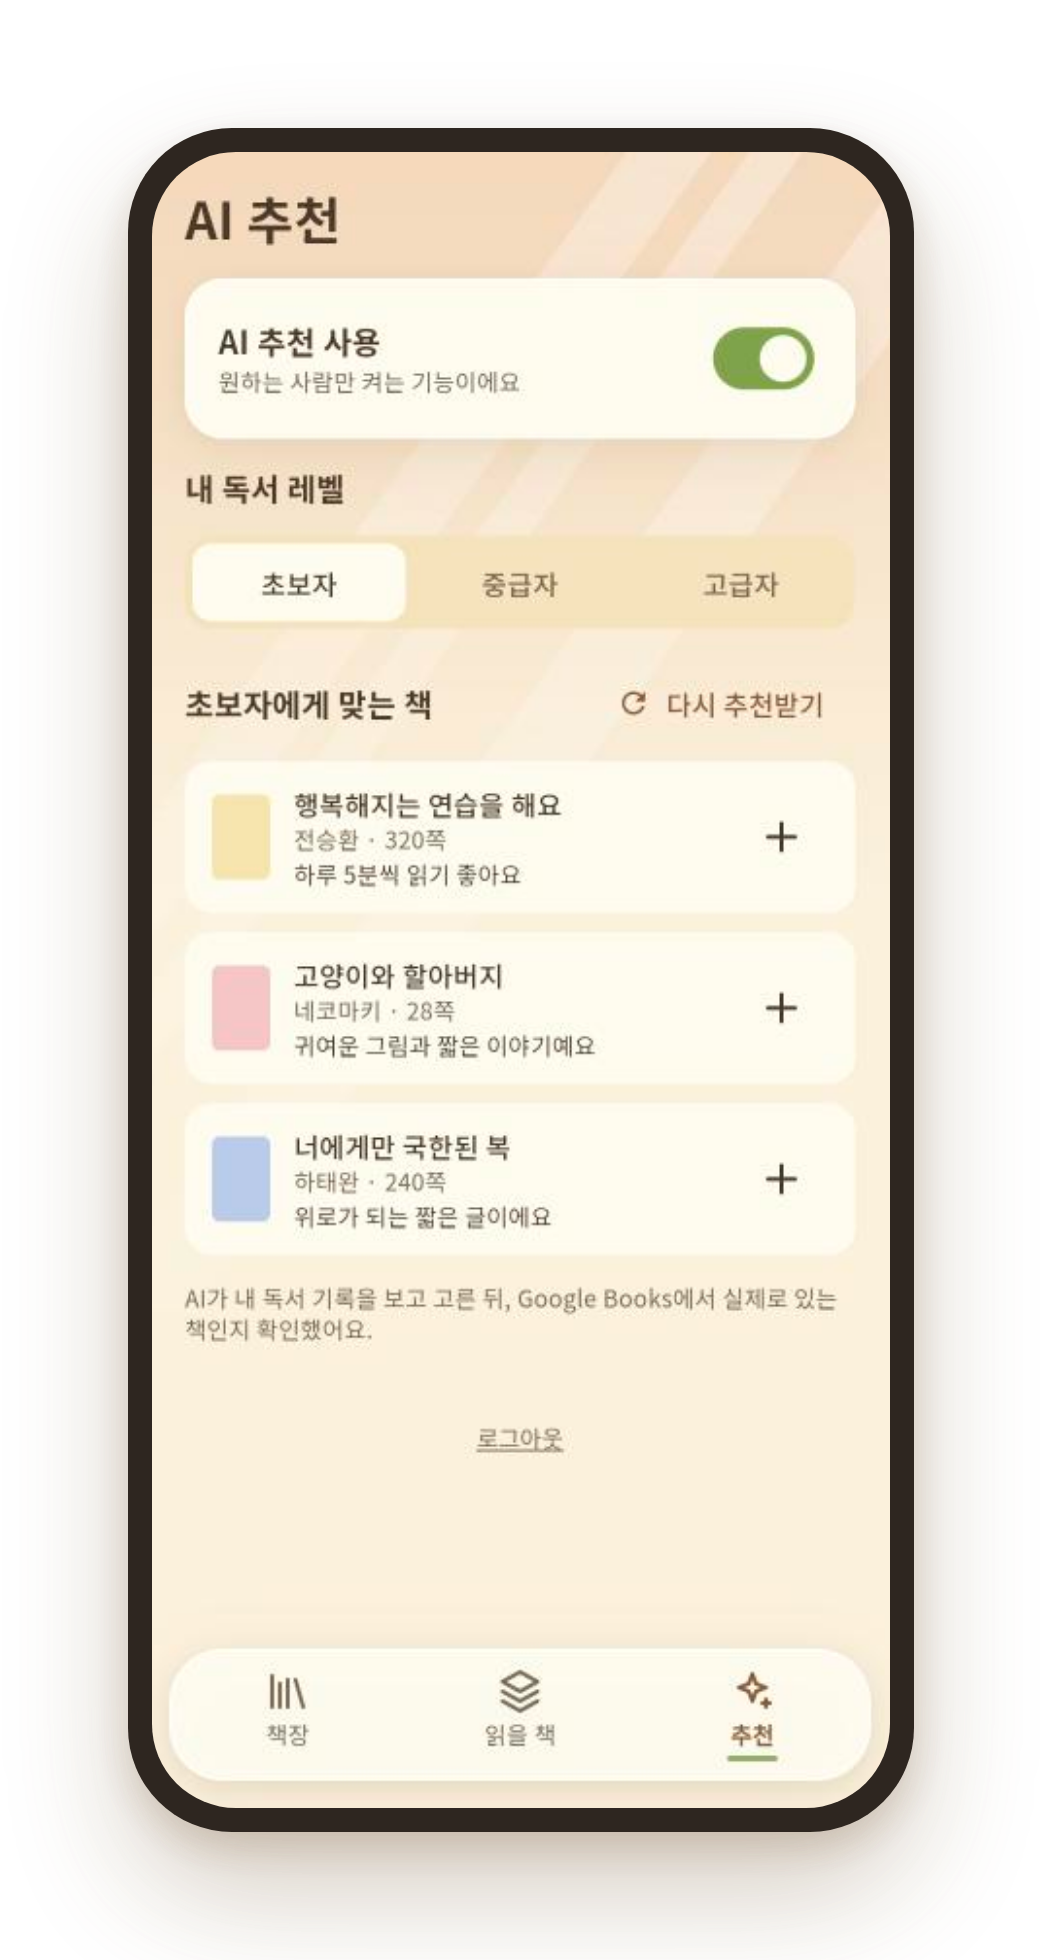 AI 추천
AI 추천 사용
원하는 사람만 켜는 기능이에요
내 독서 레벨
초보자 중급자 고급자
초보자에게 맞는 책 다시 추천받기
행복해지는 연습을 해요
전승환 · 320쪽
하루 5분씩 읽기 좋아요
고양이와 할아버지
네코마키 · 28쪽
귀여운 그림과 짧은 이야기예요
너에게만 국한된 복
하태완 · 240쪽
위로가 되는 짧은 글이에요
AI가 내 독서 기록을 보고 고른 뒤, Google Books에서 실제로 있는
책인지 확인했어요.
로그아웃
책장 읽을 책 추천